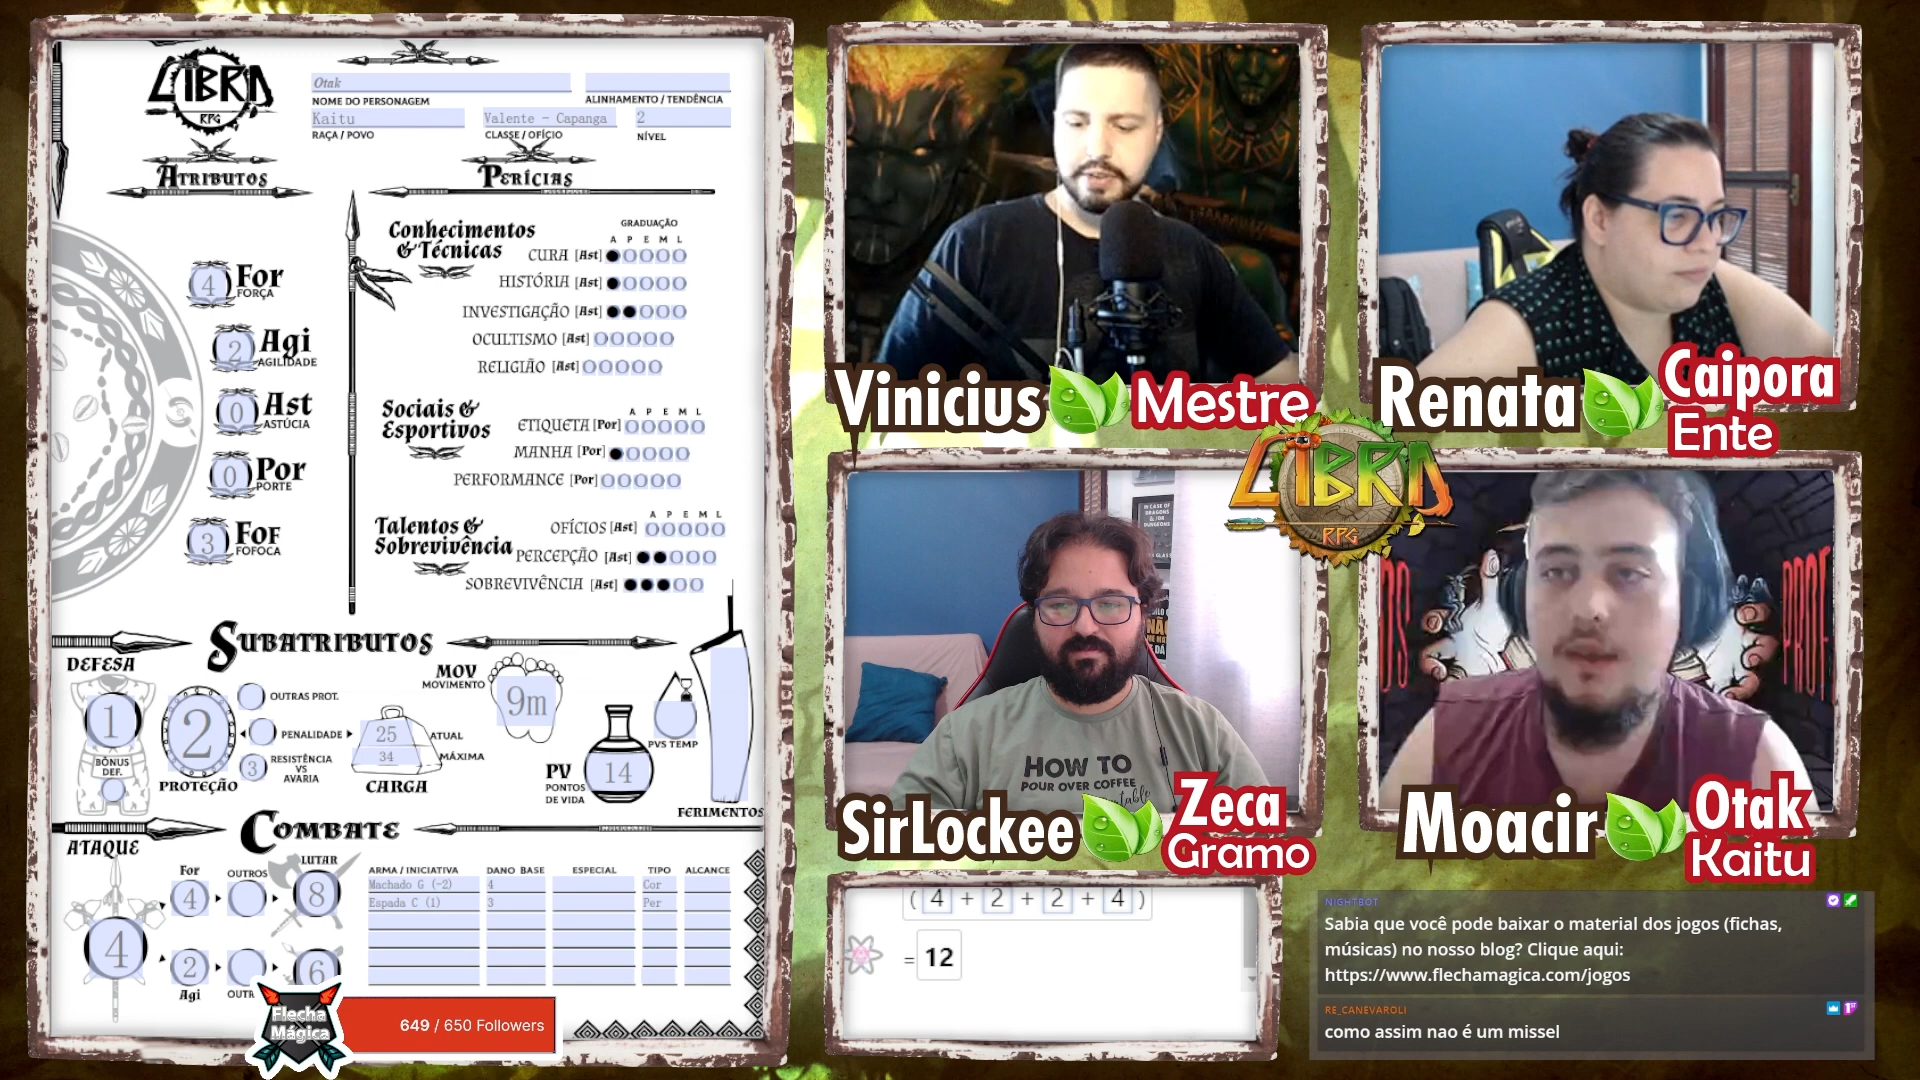 LIBRA
RPG
Otak
NOME DO PERSONAGEM
ALINHAMENTO / TENDÊNCIA
Kaitu
Valente - Capanga
2
RAÇA / POVO
CLASSE / OFÍCIO
NÍVEL
ATRIBUTOS
PERÍCIAS
4 For
FORÇA
2 Agi
AGILIDADE
0 Ast
ASTÚCIA
0 Por
PORTE
3 FOF
FOFOCA
Conhecimentos
& Técnicas
GRADUAÇÃO
A P E M L
CURA [Ast]
HISTÓRIA [Ast]
INVESTIGAÇÃO [Ast]
OCULTISMO [Ast]
RELIGIÃO [Ast]
Sociais &
Esportivos
A P E M L
ETIQUETA [Por]
MANHA [Por]
PERFORMANCE [Por]
Talentos &
Sobrevivência
A P E M L
OFÍCIOS [Ast]
PERCEPÇÃO [Ast]
SOBREVIVÊNCIA [Ast]
SUBATRIBUTOS
DEFESA
1
BÔNUS
DEF.
2
PROTEÇÃO
OUTRAS PROT.
PENALIDADE
3
RESISTÊNCIA
VS
AVARIA
25 ATUAL
34 MÁXIMA
CARGA
MOV
MOVIMENTO
9m
PV
PONTOS
DE VIDA
14
PVS TEMP
FERIMENTOS
COMBATE
ATAQUE
4
For
4
OUTROS
LUTAR
8
2
Agi
OUTR
6
ARMA / INICIATIVA DANO BASE ESPECIAL TIPO ALCANCE
Machado G (-2) 4 Cor
Espada C (1) 3 Per
Flecha
Mágica
649 / 650 Followers
Vinicius
Mestre
Renata
Caipora
Ente
LIBRA
RPG
IN CASE OF
DRAGONS
HOW TO
POUR OVER COFFEE
SirLockee
Zeca
Gramo
PROF
Moacir
Otak
Kaitu
( 4 + 2 + 2 + 4 )
= 12
NIGHTBOT
Sabia que você pode baixar o material dos jogos (fichas,
músicas) no nosso blog? Clique aqui:
https://www.flechamagica.com/jogos
RE_CANEVAROLI
como assim nao é um missel